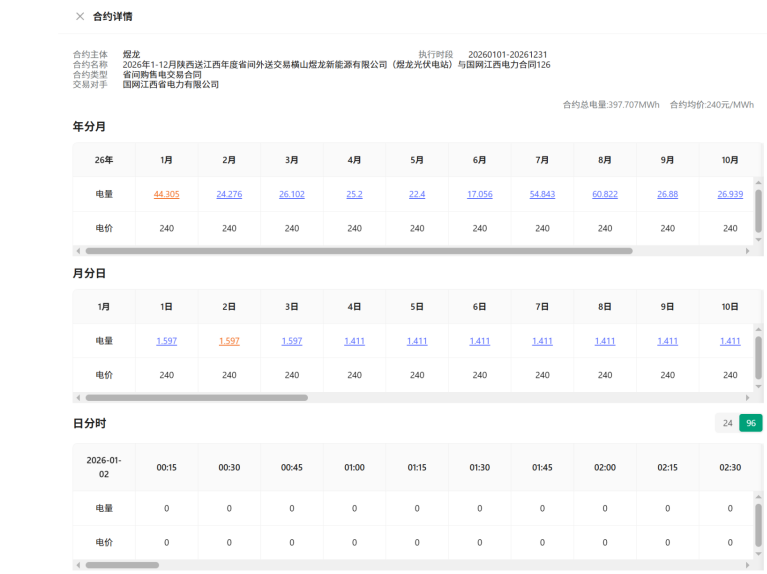 合约详情
合约主体 煜龙 执行时段 20260101-20261231
合约名称 2026年1-12月陕西送江西年度省间外送交易横山煜龙新能源有限公司（煜龙光伏电站）与国网江西电力合同126
合约类型 省间购售电交易合同
交易对手 国网江西省电力有限公司
合约总电量:397.707MWh 合约均价:240元/MWh
年分月
26年 1月 2月 3月 4月 5月 6月 7月 8月 9月 10月
电量 44.305 24.276 26.102 25.2 22.4 17.056 54.843 60.822 26.88 26.939
电价 240 240 240 240 240 240 240 240 240 240
月分日
1月 1日 2日 3日 4日 5日 6日 7日 8日 9日 10日
电量 1.597 1.597 1.597 1.411 1.411 1.411 1.411 1.411 1.411 1.411
电价 240 240 240 240 240 240 240 240 240 240
日分时
24 96
2026-01-
02 00:15 00:30 00:45 01:00 01:15 01:30 01:45 02:00 02:15 02:30
电量 0 0 0 0 0 0 0 0 0 0
电价 0 0 0 0 0 0 0 0 0 0